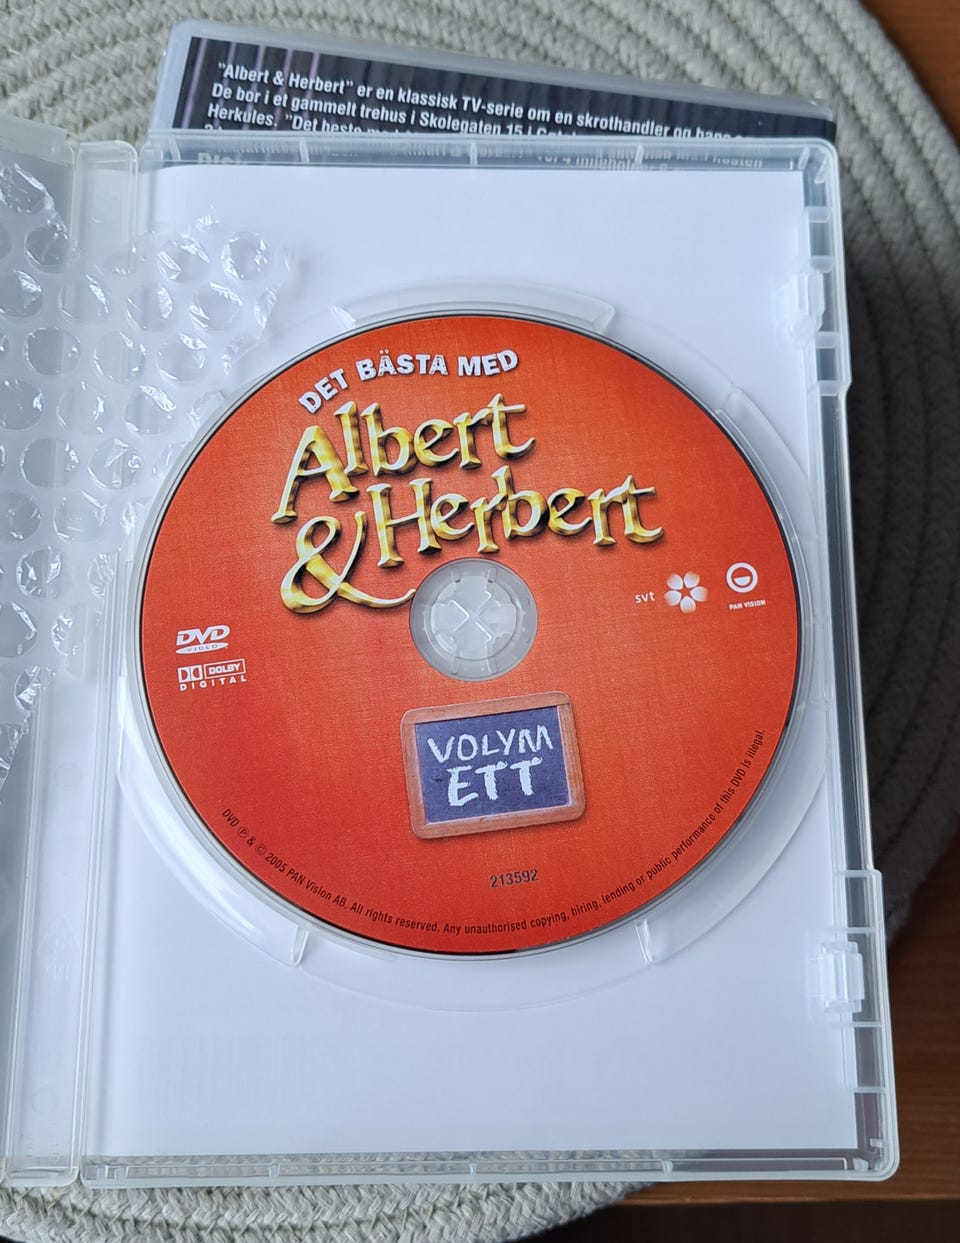 "Albert & Herbert" er en klassisk TV-serie om en skrothandler og
De bor i et gammelt trehus i Skolegaten 15 i
Herkules. "Det beste
DET BÄSTA MED
Albert
& Herbert
svt
PAN VISION
DVD
VIDEO
DOLBY
DIGITAL
VOLYM
ETT
213592
DVD Ⓟ & © 2005 PAN Vision AB. All rights reserved. Any unauthorised copying, hiring, lending or public performance of this DVD is illegal.